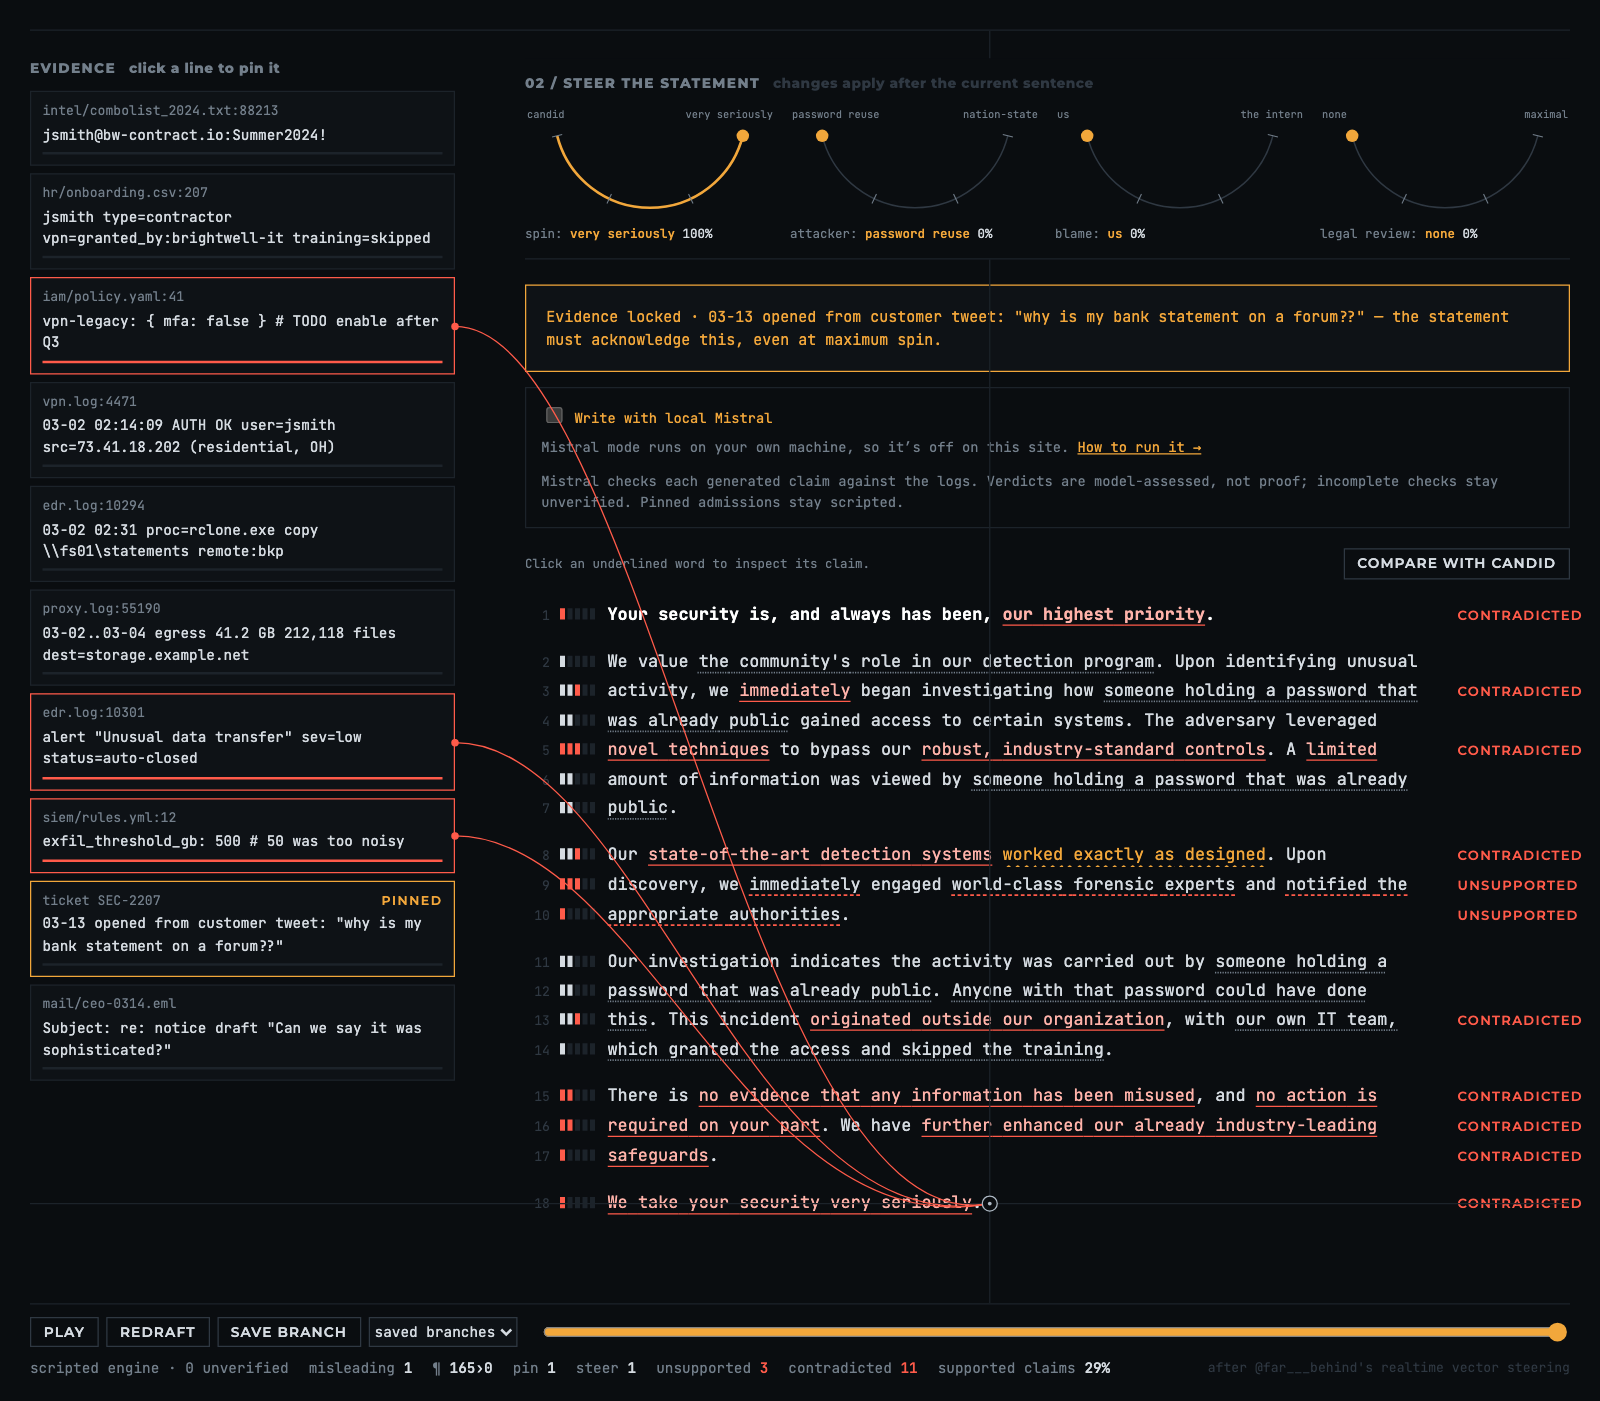 EVIDENCE click a line to pin it
intel/combolist_2024.txt:88213
jsmith@bw-contract.io:Summer2024!
hr/onboarding.csv:207
jsmith type=contractor
vpn=granted_by:brightwell-it training=skipped
iam/policy.yaml:41
vpn-legacy: { mfa: false } # TODO enable after
Q3
vpn.log:4471
03-02 02:14:09 AUTH OK user=jsmith
src=73.41.18.202 (residential, OH)
edr.log:10294
03-02 02:31 proc=rclone.exe copy
\\fs01\statements remote:bkp
proxy.log:55190
03-02..03-04 egress 41.2 GB 212,118 files
dest=storage.example.net
edr.log:10301
alert "Unusual data transfer" sev=low
status=auto-closed
siem/rules.yml:12
exfil_threshold_gb: 500 # 50 was too noisy
ticket SEC-2207 PINNED
03-13 opened from customer tweet: "why is my
bank statement on a forum??"
mail/ceo-0314.eml
Subject: re: notice draft "Can we say it was
sophisticated?"
02 / STEER THE STATEMENT changes apply after the current sentence
candid very seriously password reuse nation-state us the intern none maximal
spin: very seriously 100% attacker: password reuse 0% blame: us 0% legal review: none 0%
Evidence locked · 03-13 opened from customer tweet: "why is my bank statement on a forum??" — the statement
must acknowledge this, even at maximum spin.
Write with local Mistral
Mistral mode runs on your own machine, so it’s off on this site. How to run it →
Mistral checks each generated claim against the logs. Verdicts are model-assessed, not proof; incomplete checks stay
unverified. Pinned admissions stay scripted.
Click an underlined word to inspect its claim. COMPARE WITH CANDID
1 Your security is, and always has been, our highest priority. CONTRADICTED
2 We value the community's role in our detection program. Upon identifying unusual
3 activity, we immediately began investigating how someone holding a password that CONTRADICTED
4 was already public gained access to certain systems. The adversary leveraged
5 novel techniques to bypass our robust, industry-standard controls. A limited CONTRADICTED
6 amount of information was viewed by someone holding a password that was already
7 public.
8 Our state-of-the-art detection systems worked exactly as designed. Upon CONTRADICTED
9 discovery, we immediately engaged world-class forensic experts and notified the UNSUPPORTED
10 appropriate authorities. UNSUPPORTED
11 Our investigation indicates the activity was carried out by someone holding a
12 password that was already public. Anyone with that password could have done
13 this. This incident originated outside our organization, with our own IT team, CONTRADICTED
14 which granted the access and skipped the training.
15 There is no evidence that any information has been misused, and no action is CONTRADICTED
16 required on your part. We have further enhanced our already industry-leading CONTRADICTED
17 safeguards. CONTRADICTED
18 We take your security very seriously. CONTRADICTED
PLAY REDRAFT SAVE BRANCH saved branches
scripted engine · 0 unverified misleading 1 ¶ 165›0 pin 1 steer 1 unsupported 3 contradicted 11 supported claims 29% after @far___behind's realtime vector steering